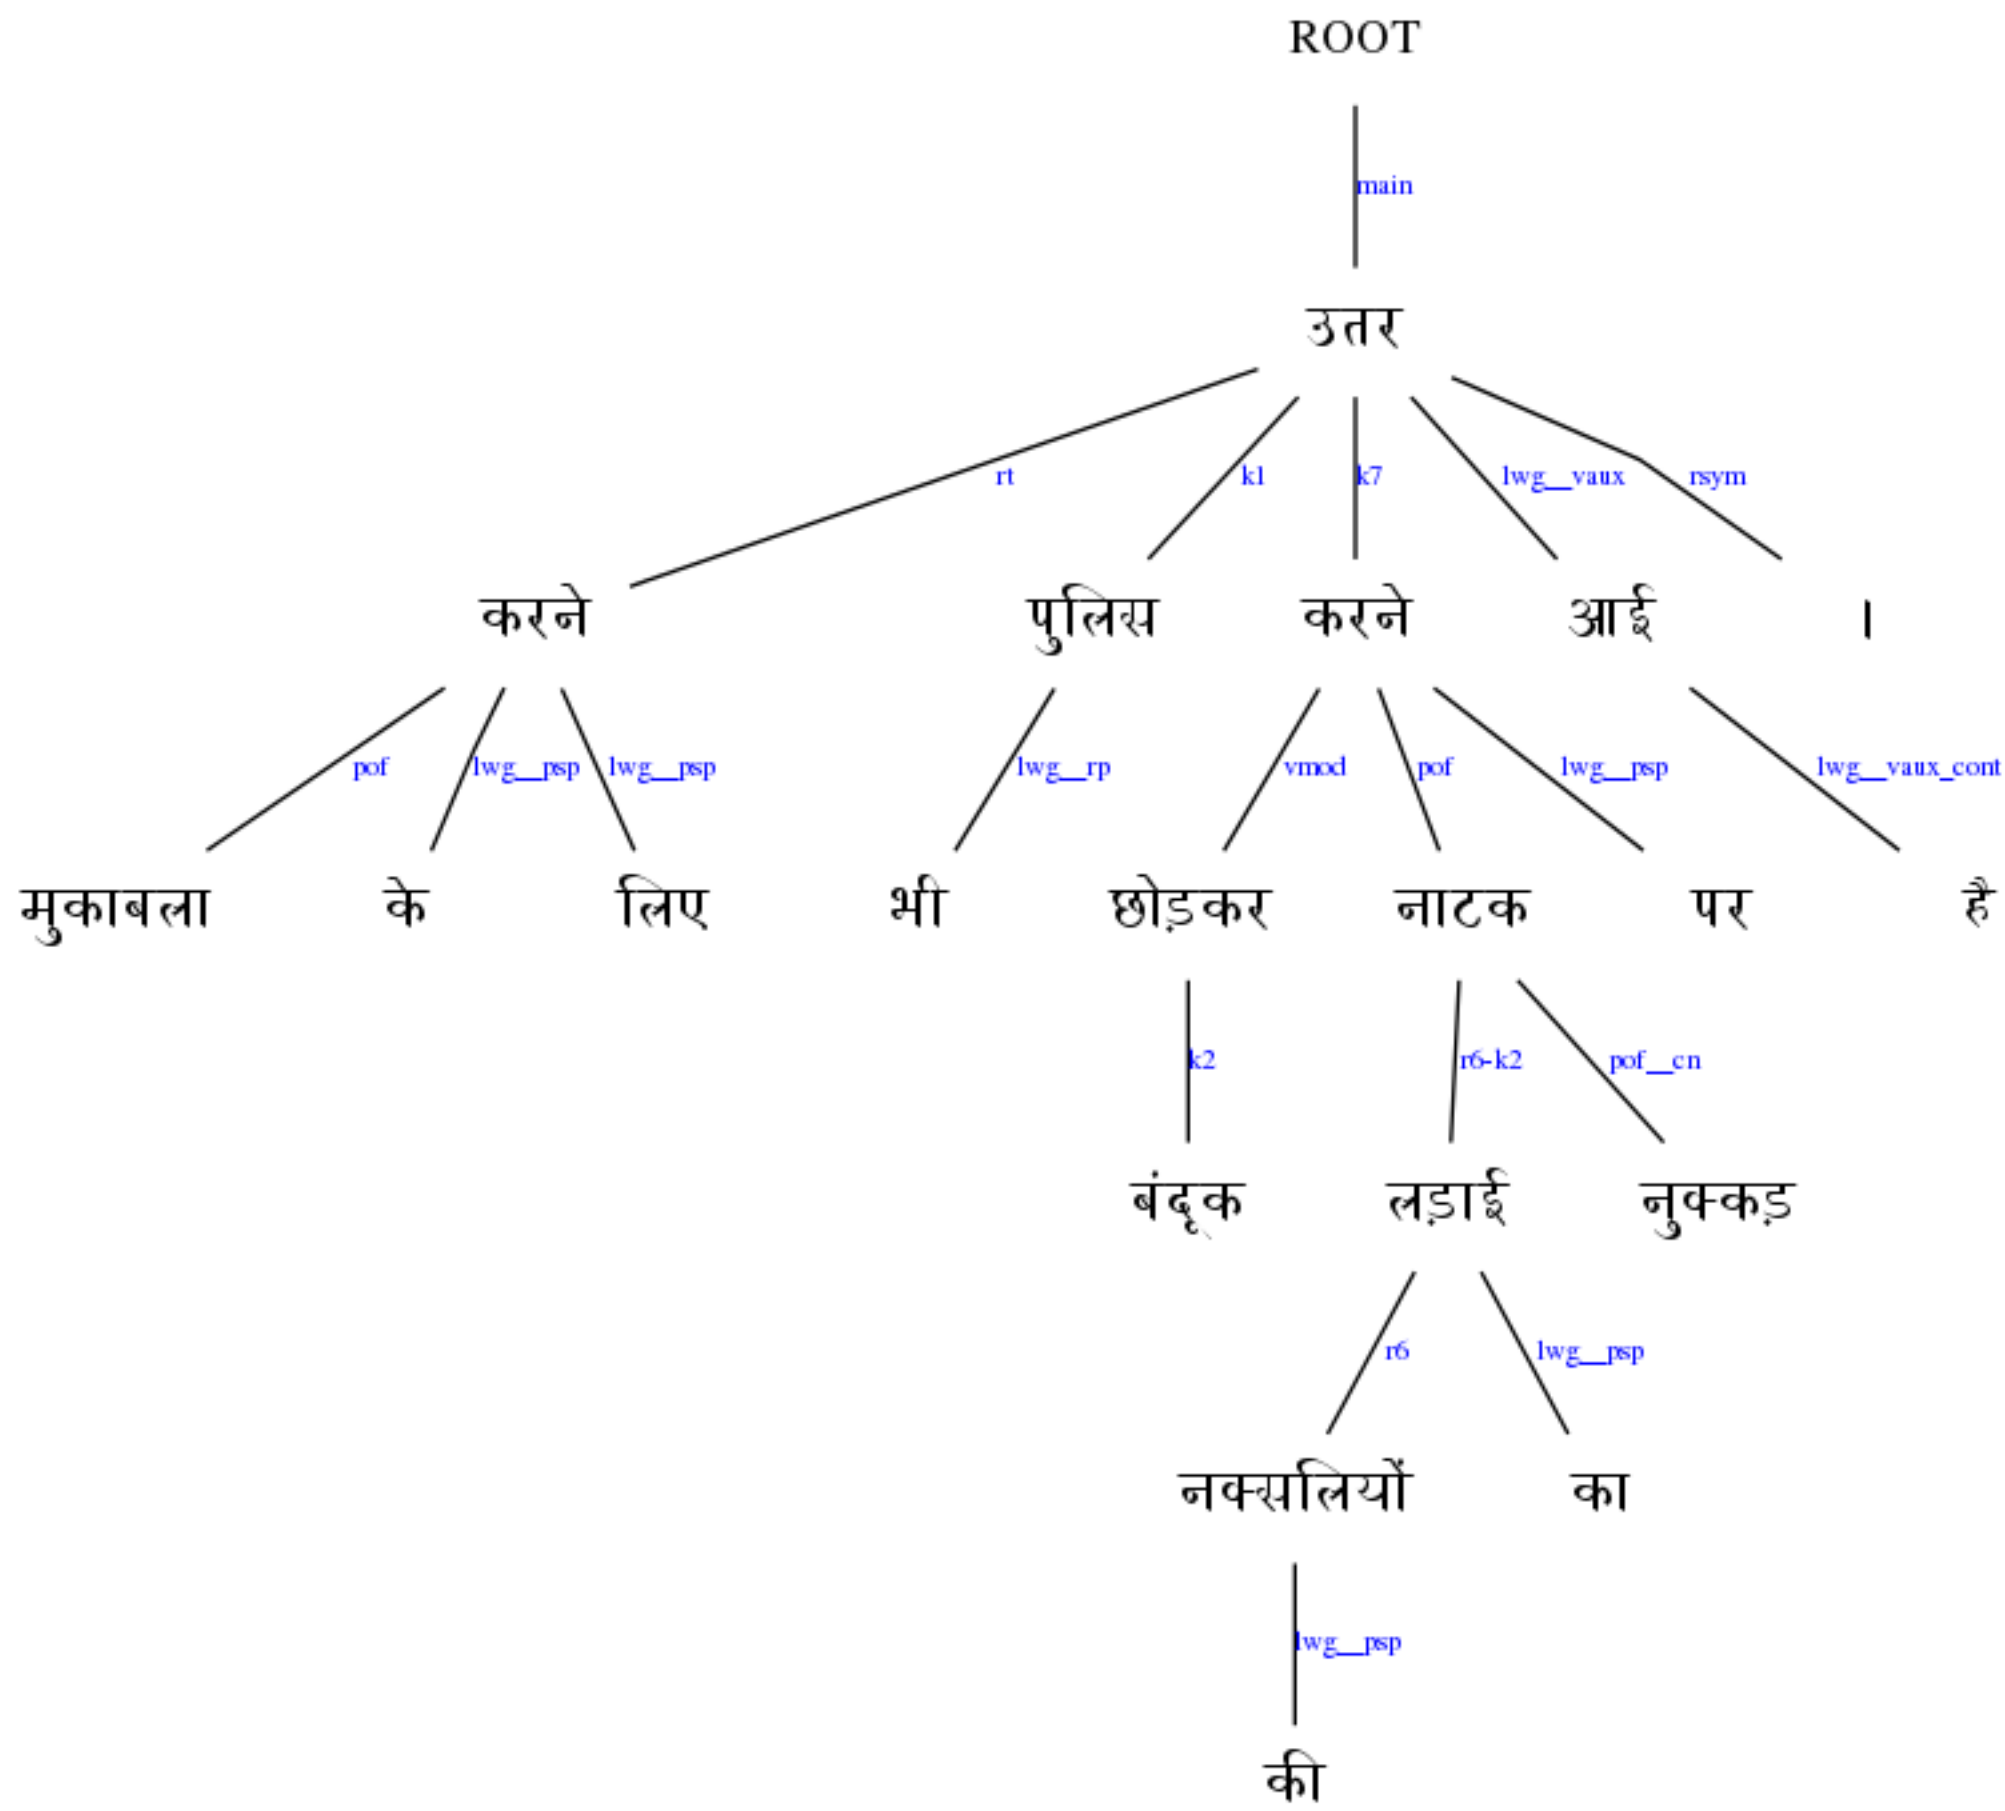 ROOT
main
उतर
rt k1 k7 lwg__vaux rsym
करने पुलिस करने आई ।
pof lwg__psp lwg__psp lwg__rp vmod pof lwg__psp lwg__vaux_cont
मुकाबला के लिए भी छोड़कर नाटक पर है
k2 r6-k2 pof__cn
बंदूक लड़ाई नुक्कड़
r6 lwg__psp
नक्सलियों का
lwg__psp
की